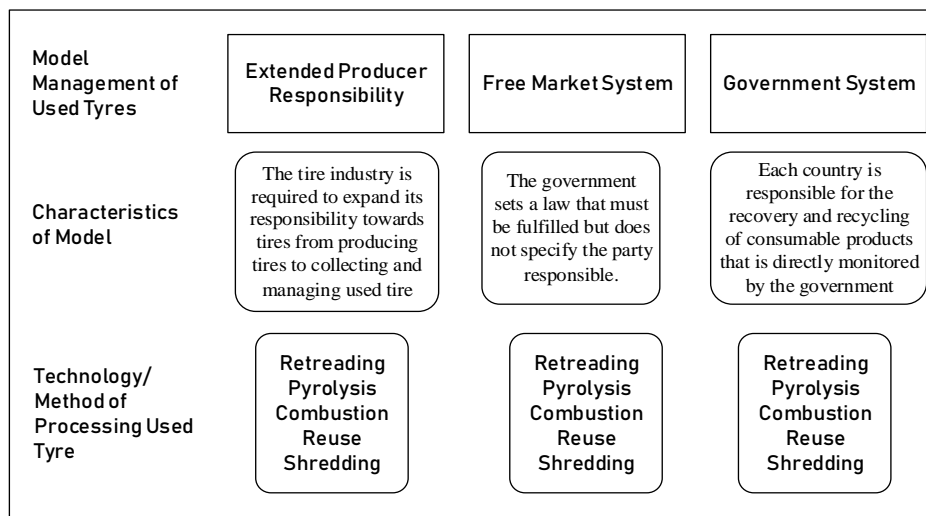 Model
Management of
Used Tyres
Extended Producer
Responsibility
Free Market System
Government System
Characteristics
of Model
The tire industry is
required to expand its
responsibility towards
tires from producing
tires to collecting and
managing used tire
The government
sets a law that must
be fulfilled but does
not specify the party
responsible.
Each country is
responsible for the
recovery and recycling
of consumable products
that is directly monitored
by the government
Technology/
Method of
Processing Used
Tyre
Retreading
Pyrolysis
Combustion
Reuse
Shredding
Retreading
Pyrolysis
Combustion
Reuse
Shredding
Retreading
Pyrolysis
Combustion
Reuse
Shredding